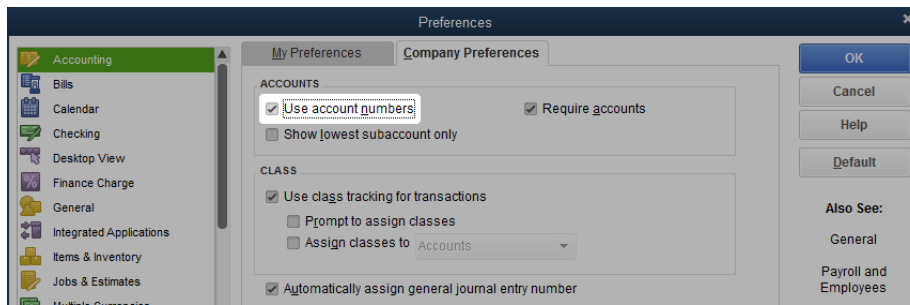 Preferences
Accounting
Bills
Calendar
Checking
Desktop View
Finance Charge
General
Integrated Applications
Items & Inventory
Jobs & Estimates
Multiple Currencies
My Preferences
Company Preferences
ACCOUNTS
Use account numbers
Require accounts
Show lowest subaccount only
CLASS
Use class tracking for transactions
Prompt to assign classes
Assign classes to Accounts
Automatically assign general journal entry number
OK
Cancel
Help
Default
Also See:
General
Payroll and
Employees